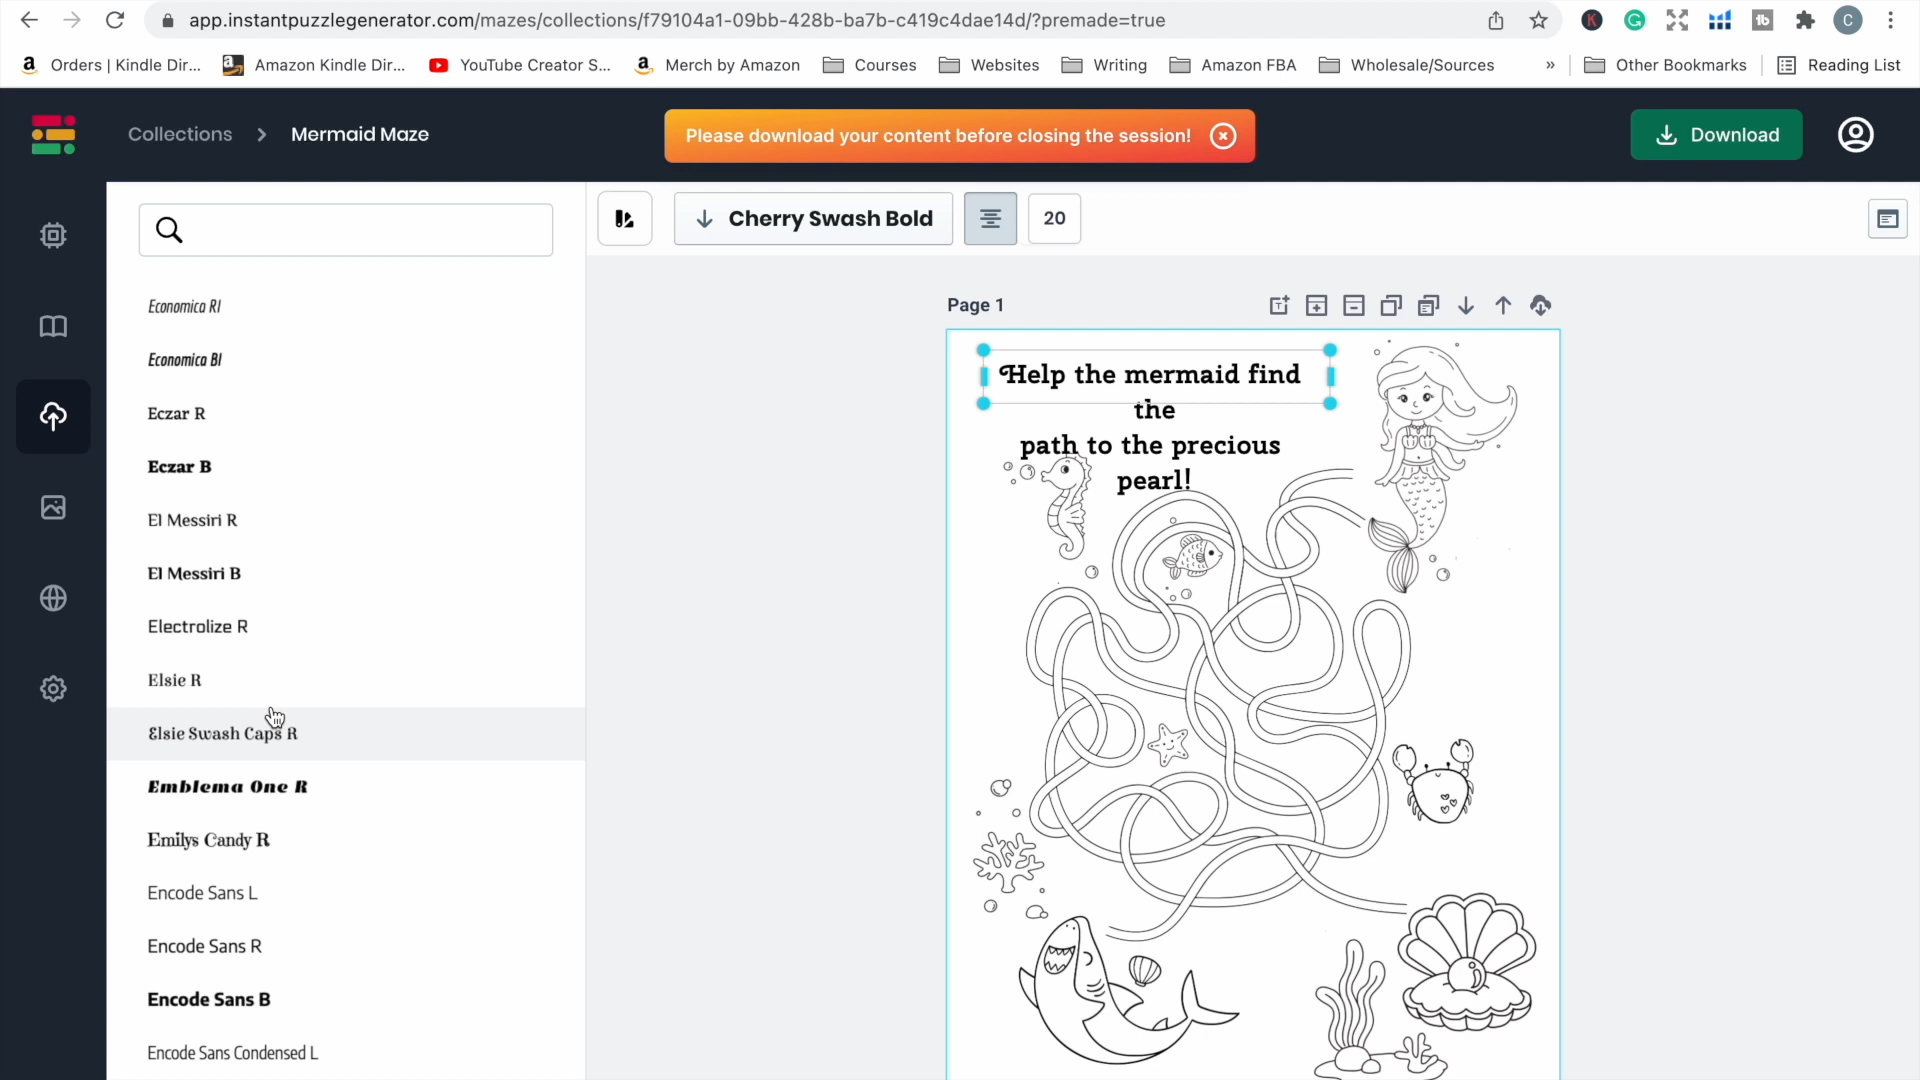 app.instantpuzzlegenerator.com/mazes/collections/f79104a1-09bb-428b-ba7b-c419c4dae14d/?premade=true
K
G
tb
C
Orders | Kindle Dir...
Amazon Kindle Dir...
YouTube Creator S...
Merch by Amazon
Courses
Websites
Writing
Amazon FBA
Wholesale/Sources
»
Other Bookmarks
Reading List
Collections > Mermaid Maze
Please download your content before closing the session!
Download
Cherry Swash Bold
20
Economica RI
Economica BI
Eczar R
Eczar B
El Messiri R
El Messiri B
Electrolize R
Elsie R
Elsie Swash Caps R
Emblema One R
Emilys Candy R
Encode Sans L
Encode Sans R
Encode Sans B
Encode Sans Condensed L
Page 1
Help the mermaid find
the
path to the precious
pearl!